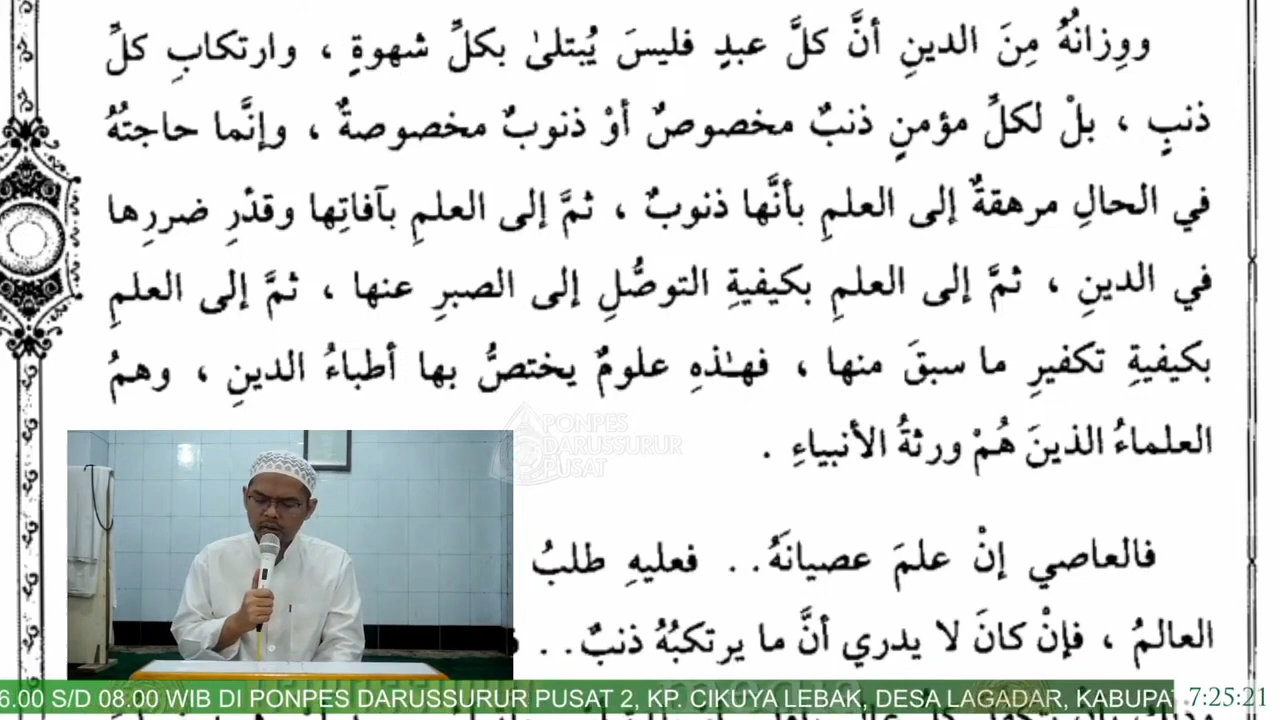 ووِزانُهُ مِنَ الدينِ أنَّ كلَّ عبدٍ فليسَ يُبتلىٰ بكلِّ شهوةٍ ، وارتكابِ كلِّ
ذنبٍ ، بلْ لكلِّ مؤمنٍ ذنبٌ مخصوصٌ أوْ ذنوبٌ مخصوصةٌ ، وإنَّما حاجتُهُ
في الحالِ مرهقةٌ إلى العلمِ بأنَّها ذنوبٌ ، ثمَّ إلى العلمِ بآفاتِها وقدْرِ ضررِها
في الدينِ ، ثمَّ إلى العلمِ بكيفيةِ التوصُّلِ إلى الصبرِ عنها ، ثمَّ إلى العلمِ
بكيفيةِ تكفيرِ ما سبقَ منها ، فهـٰذهِ علومٌ يختصُّ بها أطباءُ الدينِ ، وهمُ
العلماءُ الذينَ هُمْ ورثةُ الأنبياءِ .
PONPES
DARUSSURUR
PUSAT
فالعاصي إنْ علمَ عصيانَهُ.. فعليهِ طلبُ
العالمُ ، فإنْ كانَ لا يدري أنَّ ما يرتكبُهُ ذنبٌ..
6.00 S/D 08.00 WIB DI PONPES DARUSSURUR PUSAT 2, KP. CIKUYA LEBAK, DESA LAGADAR, KABUPA
7:25:21